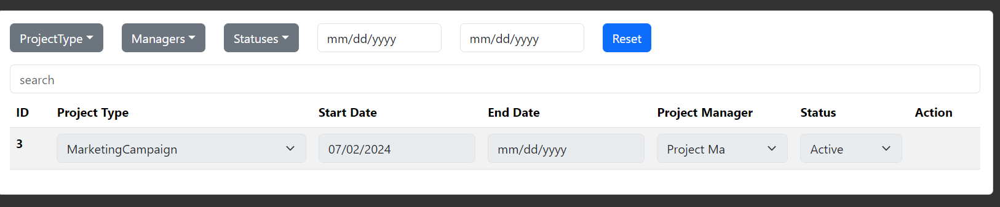 ProjectType Managers Statuses mm/dd/yyyy mm/dd/yyyy Reset
search
ID Project Type Start Date End Date Project Manager Status Action
3 MarketingCampaign 07/02/2024 mm/dd/yyyy Project Ma Active